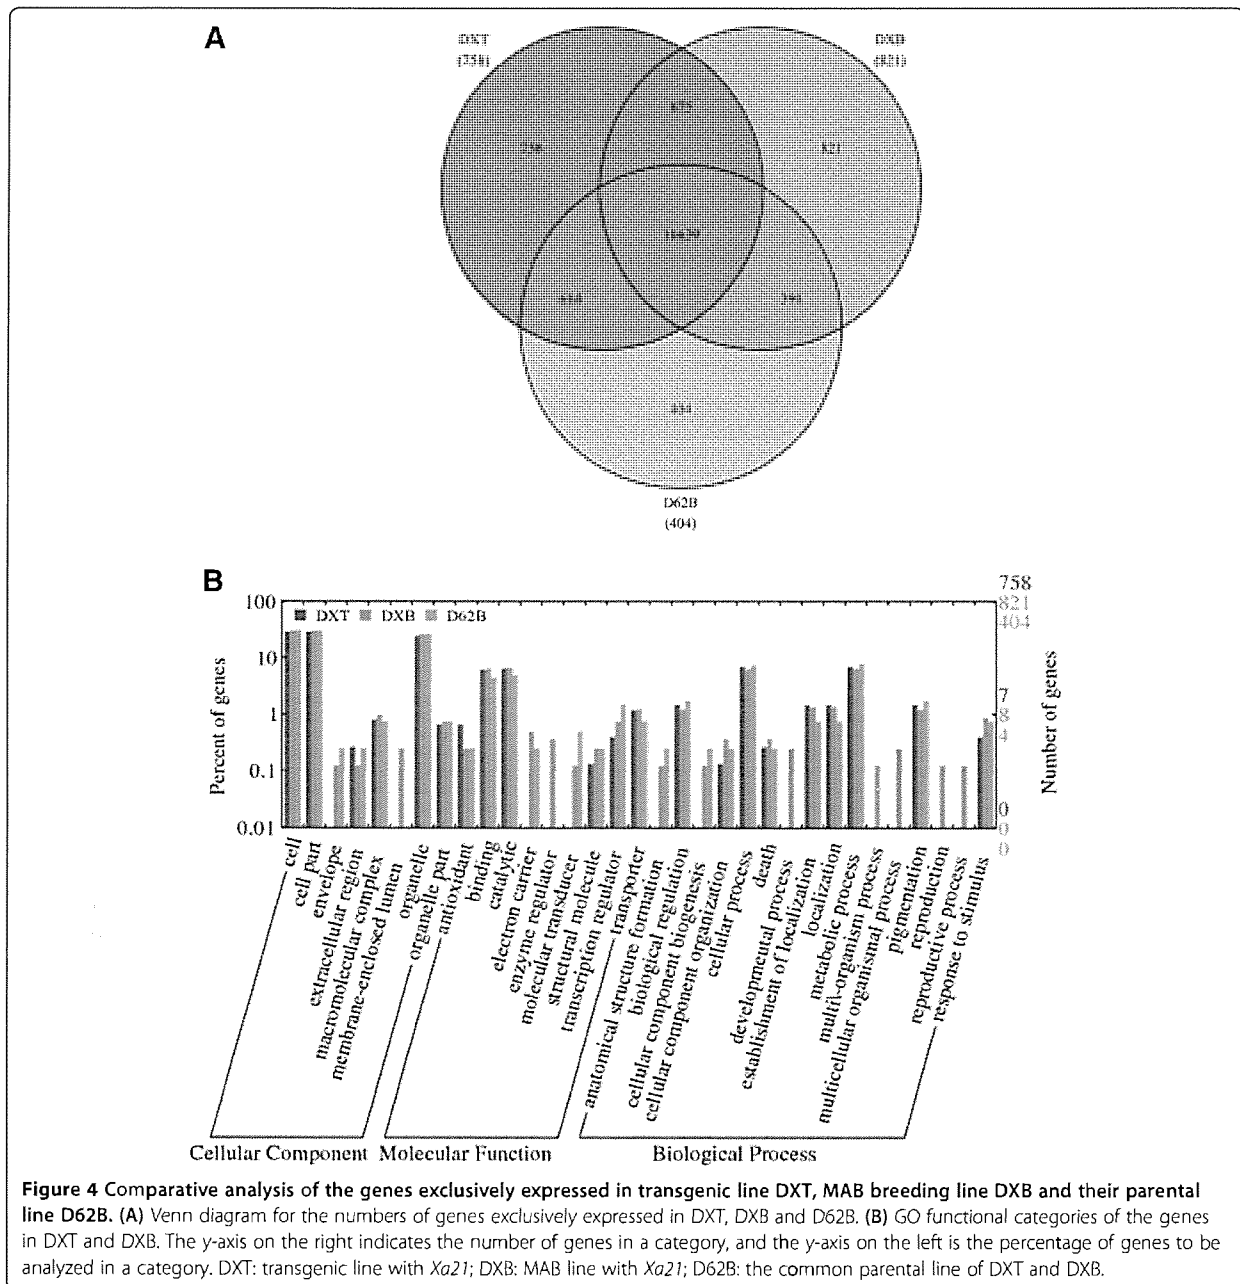 A
DXT
(758)
DXB
(821)
821
D62B
(404)
B
758
821
404
100
10
1
0.1
0.01
DXT DXB D62B
Percent of genes
7
8
4
0
0
0
Number of genes
cell
cell part
envelope
extracellular region
macromolecular complex
membrane-enclosed lumen
organelle
organelle part
antioxidant
binding
catalytic
electron carrier
enzyme regulator
molecular transducer
structural molecule
transcription regulator
transporter
anatomical structure formation
biological regulation
cellular component biogenesis
cellular component organization
cellular process
death
developmental process
establishment of localization
localization
metabolic process
multi\-organism process
multicellular organismal process
pigmentation
reproduction
reproductive process
response to stimulus
Cellular Component Molecular Function Biological Process
Figure 4 Comparative analysis of the genes exclusively expressed in transgenic line DXT, MAB breeding line DXB and their parental
line D62B. (A) Venn diagram for the numbers of genes exclusively expressed in DXT, DXB and D62B. (B) GO functional categories of the genes
in DXT and DXB. The y-axis on the right indicates the number of genes in a category, and the y-axis on the left is the percentage of genes to be
analyzed in a category. DXT: transgenic line with Xa21; DXB: MAB line with Xa21; D62B: the common parental line of DXT and DXB.